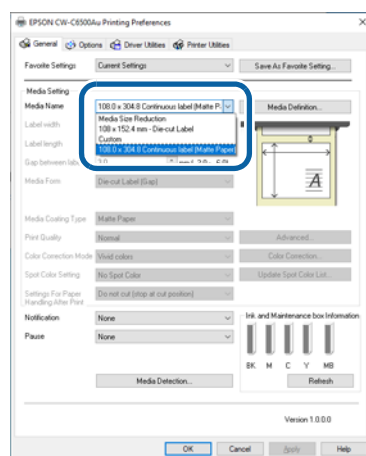 EPSON CW-C6500Au Printing Preferences
General Options Driver Utilities Printer Utilities
Favorite Settings Current Settings Save As Favorite Setting...
Media Setting
Media Name 108.0 x 304.8 Continuous label (Matte P Media Definition...
Media Size Reduction
Label width 108 x 152.4 mm - Die-cut Label
Custom
Label length 108.0 x 304.8 Continuous label (Matte Paper)
Gap between lab 3.0
Media Form Die-cut Label (Gap)
A
Media Coating Type Matte Paper
Print Quality Normal Advanced...
Color Correction Mode Vivid colors Color Correction...
Spot Color Setting No Spot Color Update Spot Color List...
Settings For Paper Handling After Print Do not cut (stop at cut position)
Notification None Ink and Maintenance box Information
Pause None
BK M C Y MB
Media Detection... Refresh
Version 1.0.0.0
OK Cancel Apply Help